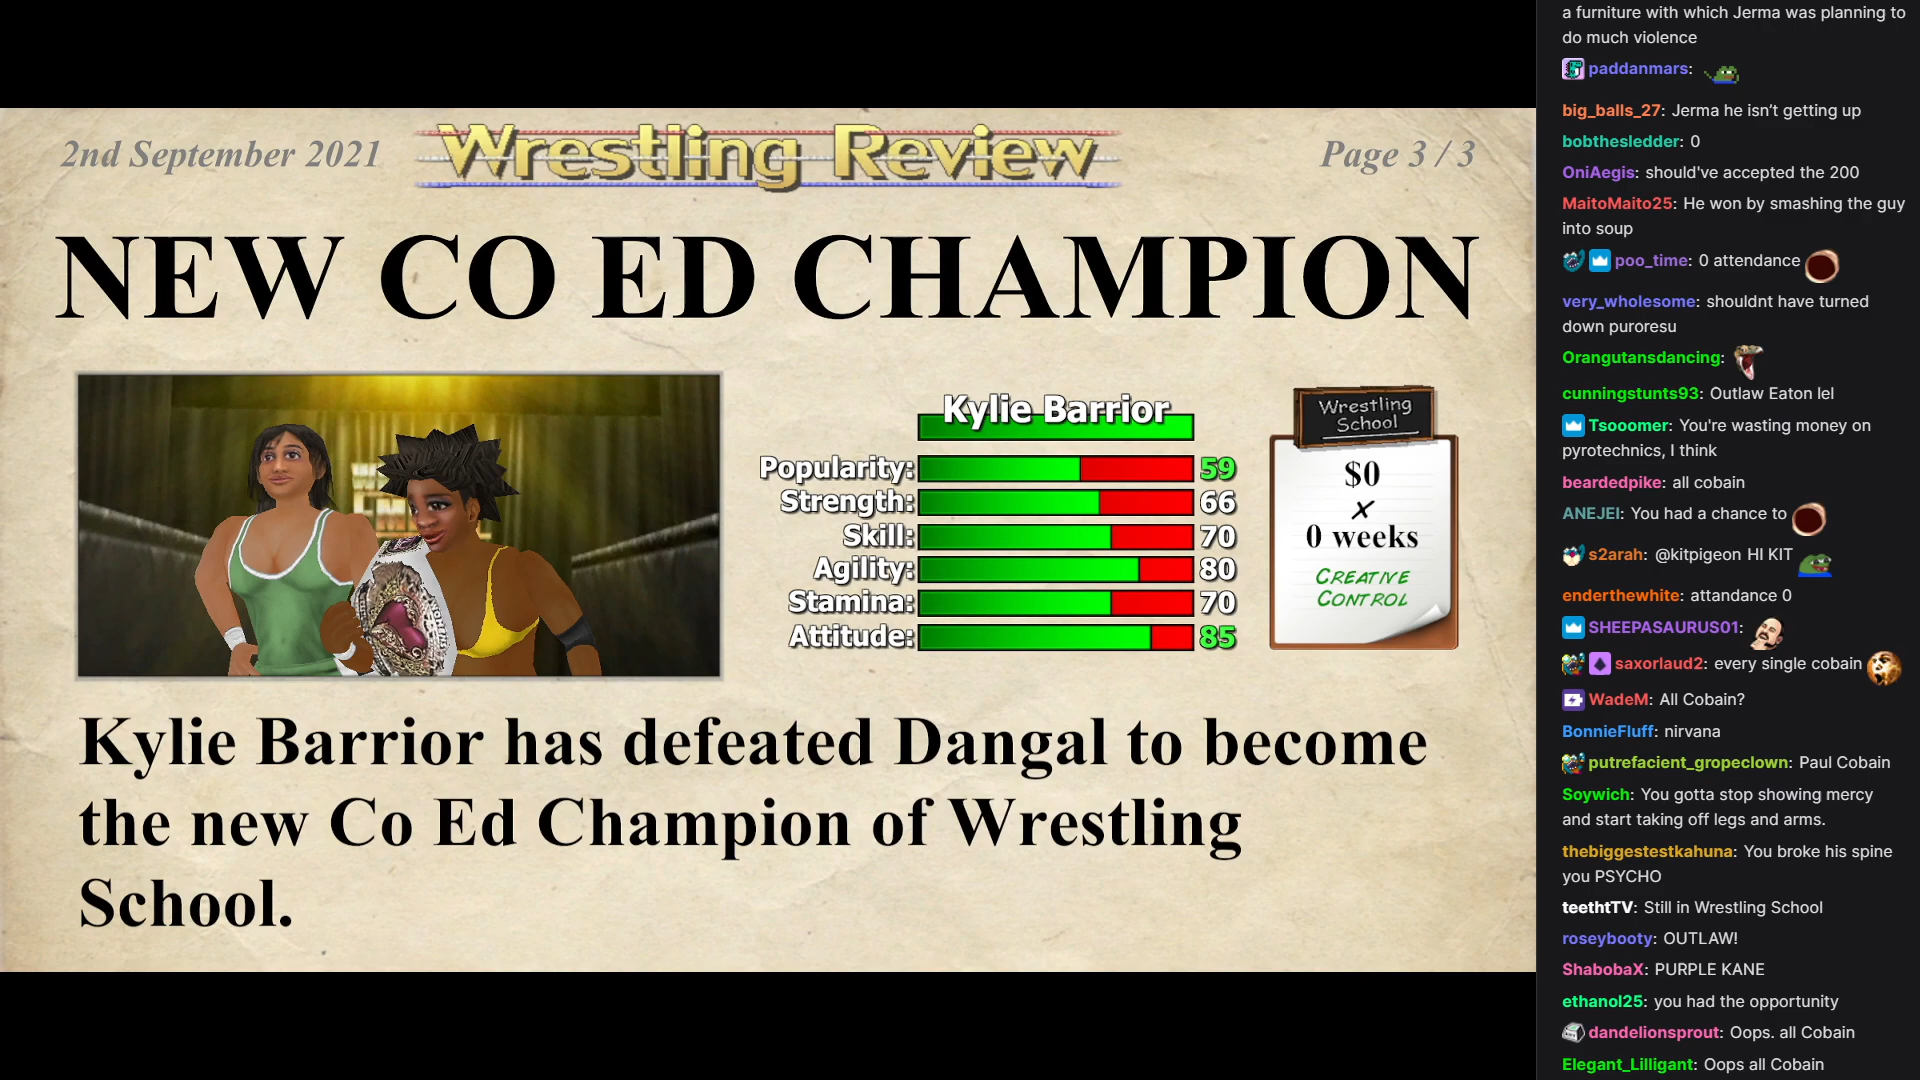 2nd September 2021
Wrestling Review
Page 3 / 3
NEW CO ED CHAMPION
Kylie Barrior
Popularity: 59
Strength: 66
Skill: 70
Agility: 80
Stamina: 70
Attitude: 85
Wrestling
School
$0
x
0 weeks
CREATIVE
CONTROL
Kylie Barrior has defeated Dangal to become
the new Co Ed Champion of Wrestling
School.
a furniture with which Jerma was planning to
do much violence
paddanmars:
big_balls_27: Jerma he isn't getting up
bobthesledder: 0
OniAegis: should've accepted the 200
MaitoMaito25: He won by smashing the guy
into soup
poo_time: 0 attendance
very_wholesome: shouldnt have turned
down puroresu
Orangutansdancing:
cunningstunts93: Outlaw Eaton lel
Tsooomer: You're wasting money on
pyrotechnics, I think
beardedpike: all cobain
ANEJEI: You had a chance to
s2arah: @kitpigeon HI KIT
enderthewhite: attandance 0
SHEEPASAURUS01:
saxorlaud2: every single cobain
WadeM: All Cobain?
BonnieFluff: nirvana
putrefacient_gropeclown: Paul Cobain
Soywich: You gotta stop showing mercy
and start taking off legs and arms.
thebiggestestkahuna: You broke his spine
you PSYCHO
teethtTV: Still in Wrestling School
roseybooty: OUTLAW!
ShabobaX: PURPLE KANE
ethanol25: you had the opportunity
dandelionsprout: Oops. all Cobain
Elegant_Lilligant: Oops all Cobain